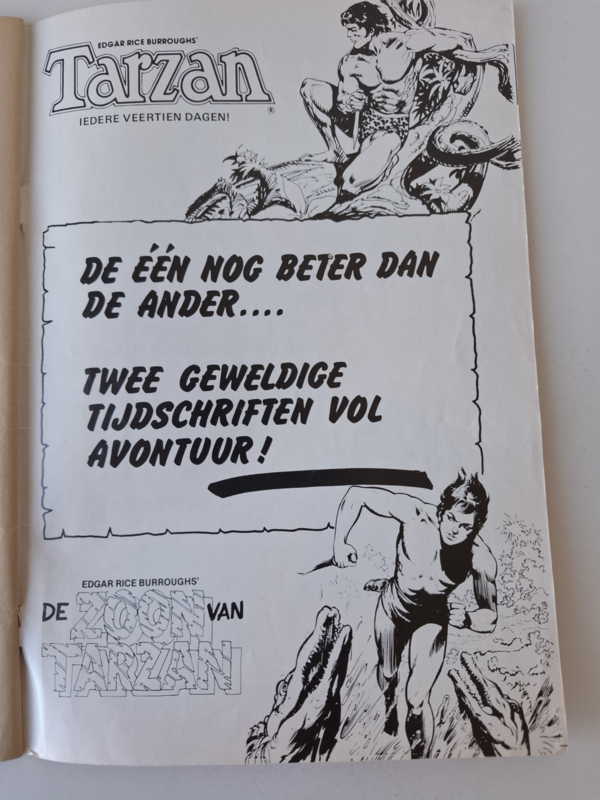 EDGAR RICE BURROUGHS'
Tarzan®
IEDERE VEERTIEN DAGEN!
DE ÉÉN NOG BETER DAN
DE ANDER....
TWEE GEWELDIGE
TIJDSCHRIFTEN VOL
AVONTUUR!
EDGAR RICE BURROUGHS'
DE ZOON VAN
TARZAN